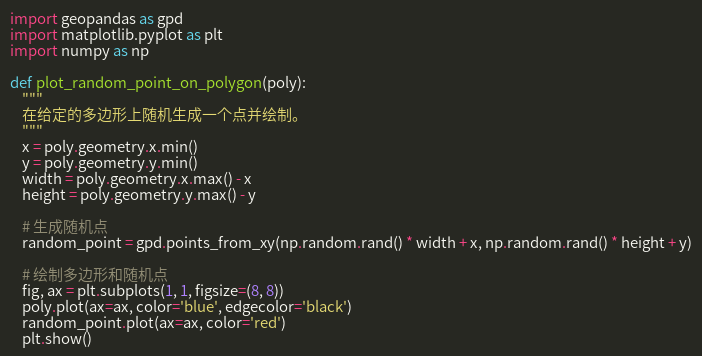 import geopandas as gpd
import matplotlib.pyplot as plt
import numpy as np

def plot_random_point_on_polygon(poly):
    """
    在给定的多边形上随机生成一个点并绘制。
    """
    x = poly.geometry.x.min()
    y = poly.geometry.y.min()
    width = poly.geometry.x.max() - x
    height = poly.geometry.y.max() - y

    # 生成随机点
    random_point = gpd.points_from_xy(np.random.rand() * width + x, np.random.rand() * height + y)

    # 绘制多边形和随机点
    fig, ax = plt.subplots(1, 1, figsize=(8, 8))
    poly.plot(ax=ax, color='blue', edgecolor='black')
    random_point.plot(ax=ax, color='red')
    plt.show()